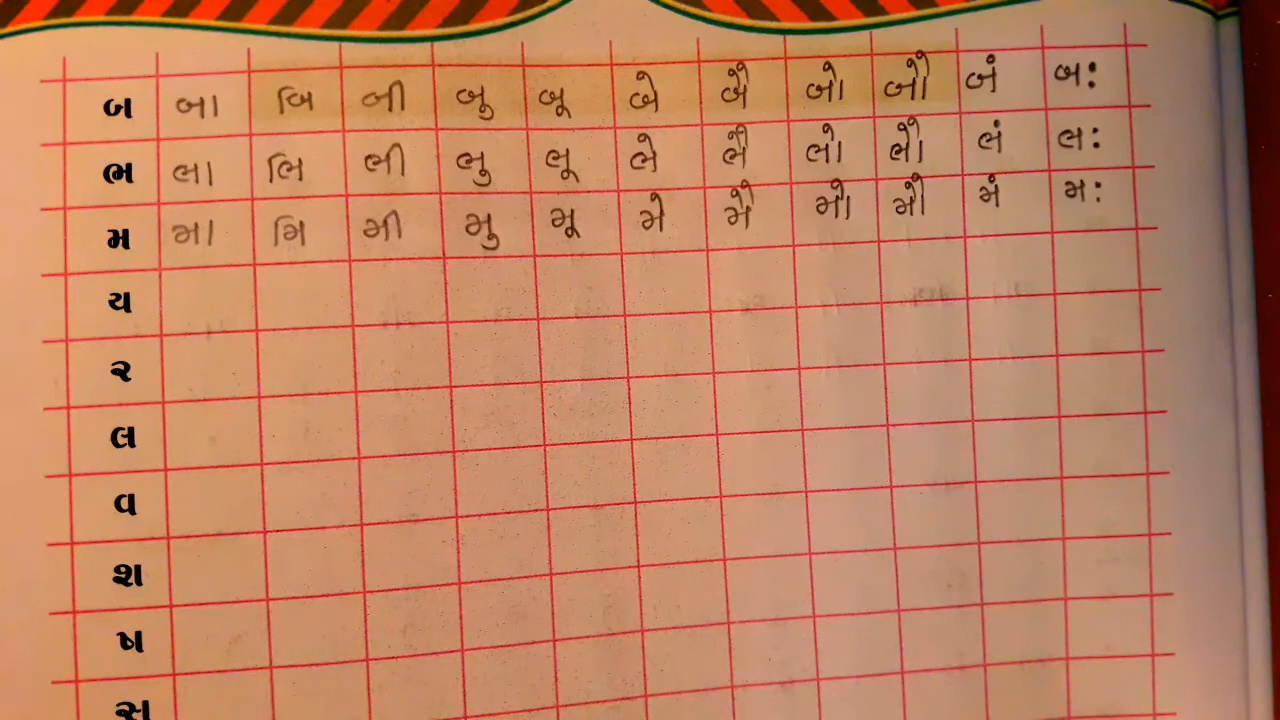 બ બા બિ બી બુ બૂ બે બૈ બો બૌ બં બઃ
ભ ભા ભિ ભી ભુ ભૂ ભે ભૈ ભો ભૌ ભં ભઃ
મ મા મિ મી મુ મૂ મે મૈ મો મૌ મં મઃ
ય
ર
લ
વ
શ
ષ
સ